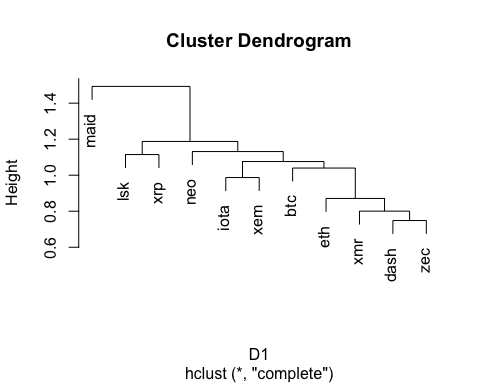 Cluster Dendrogram
Height
0.6 0.8 1.0 1.2 1.4
maid
lsk
xrp
neo
iota
xem
btc
eth
xmr
dash
zec
D1
hclust (*, "complete")